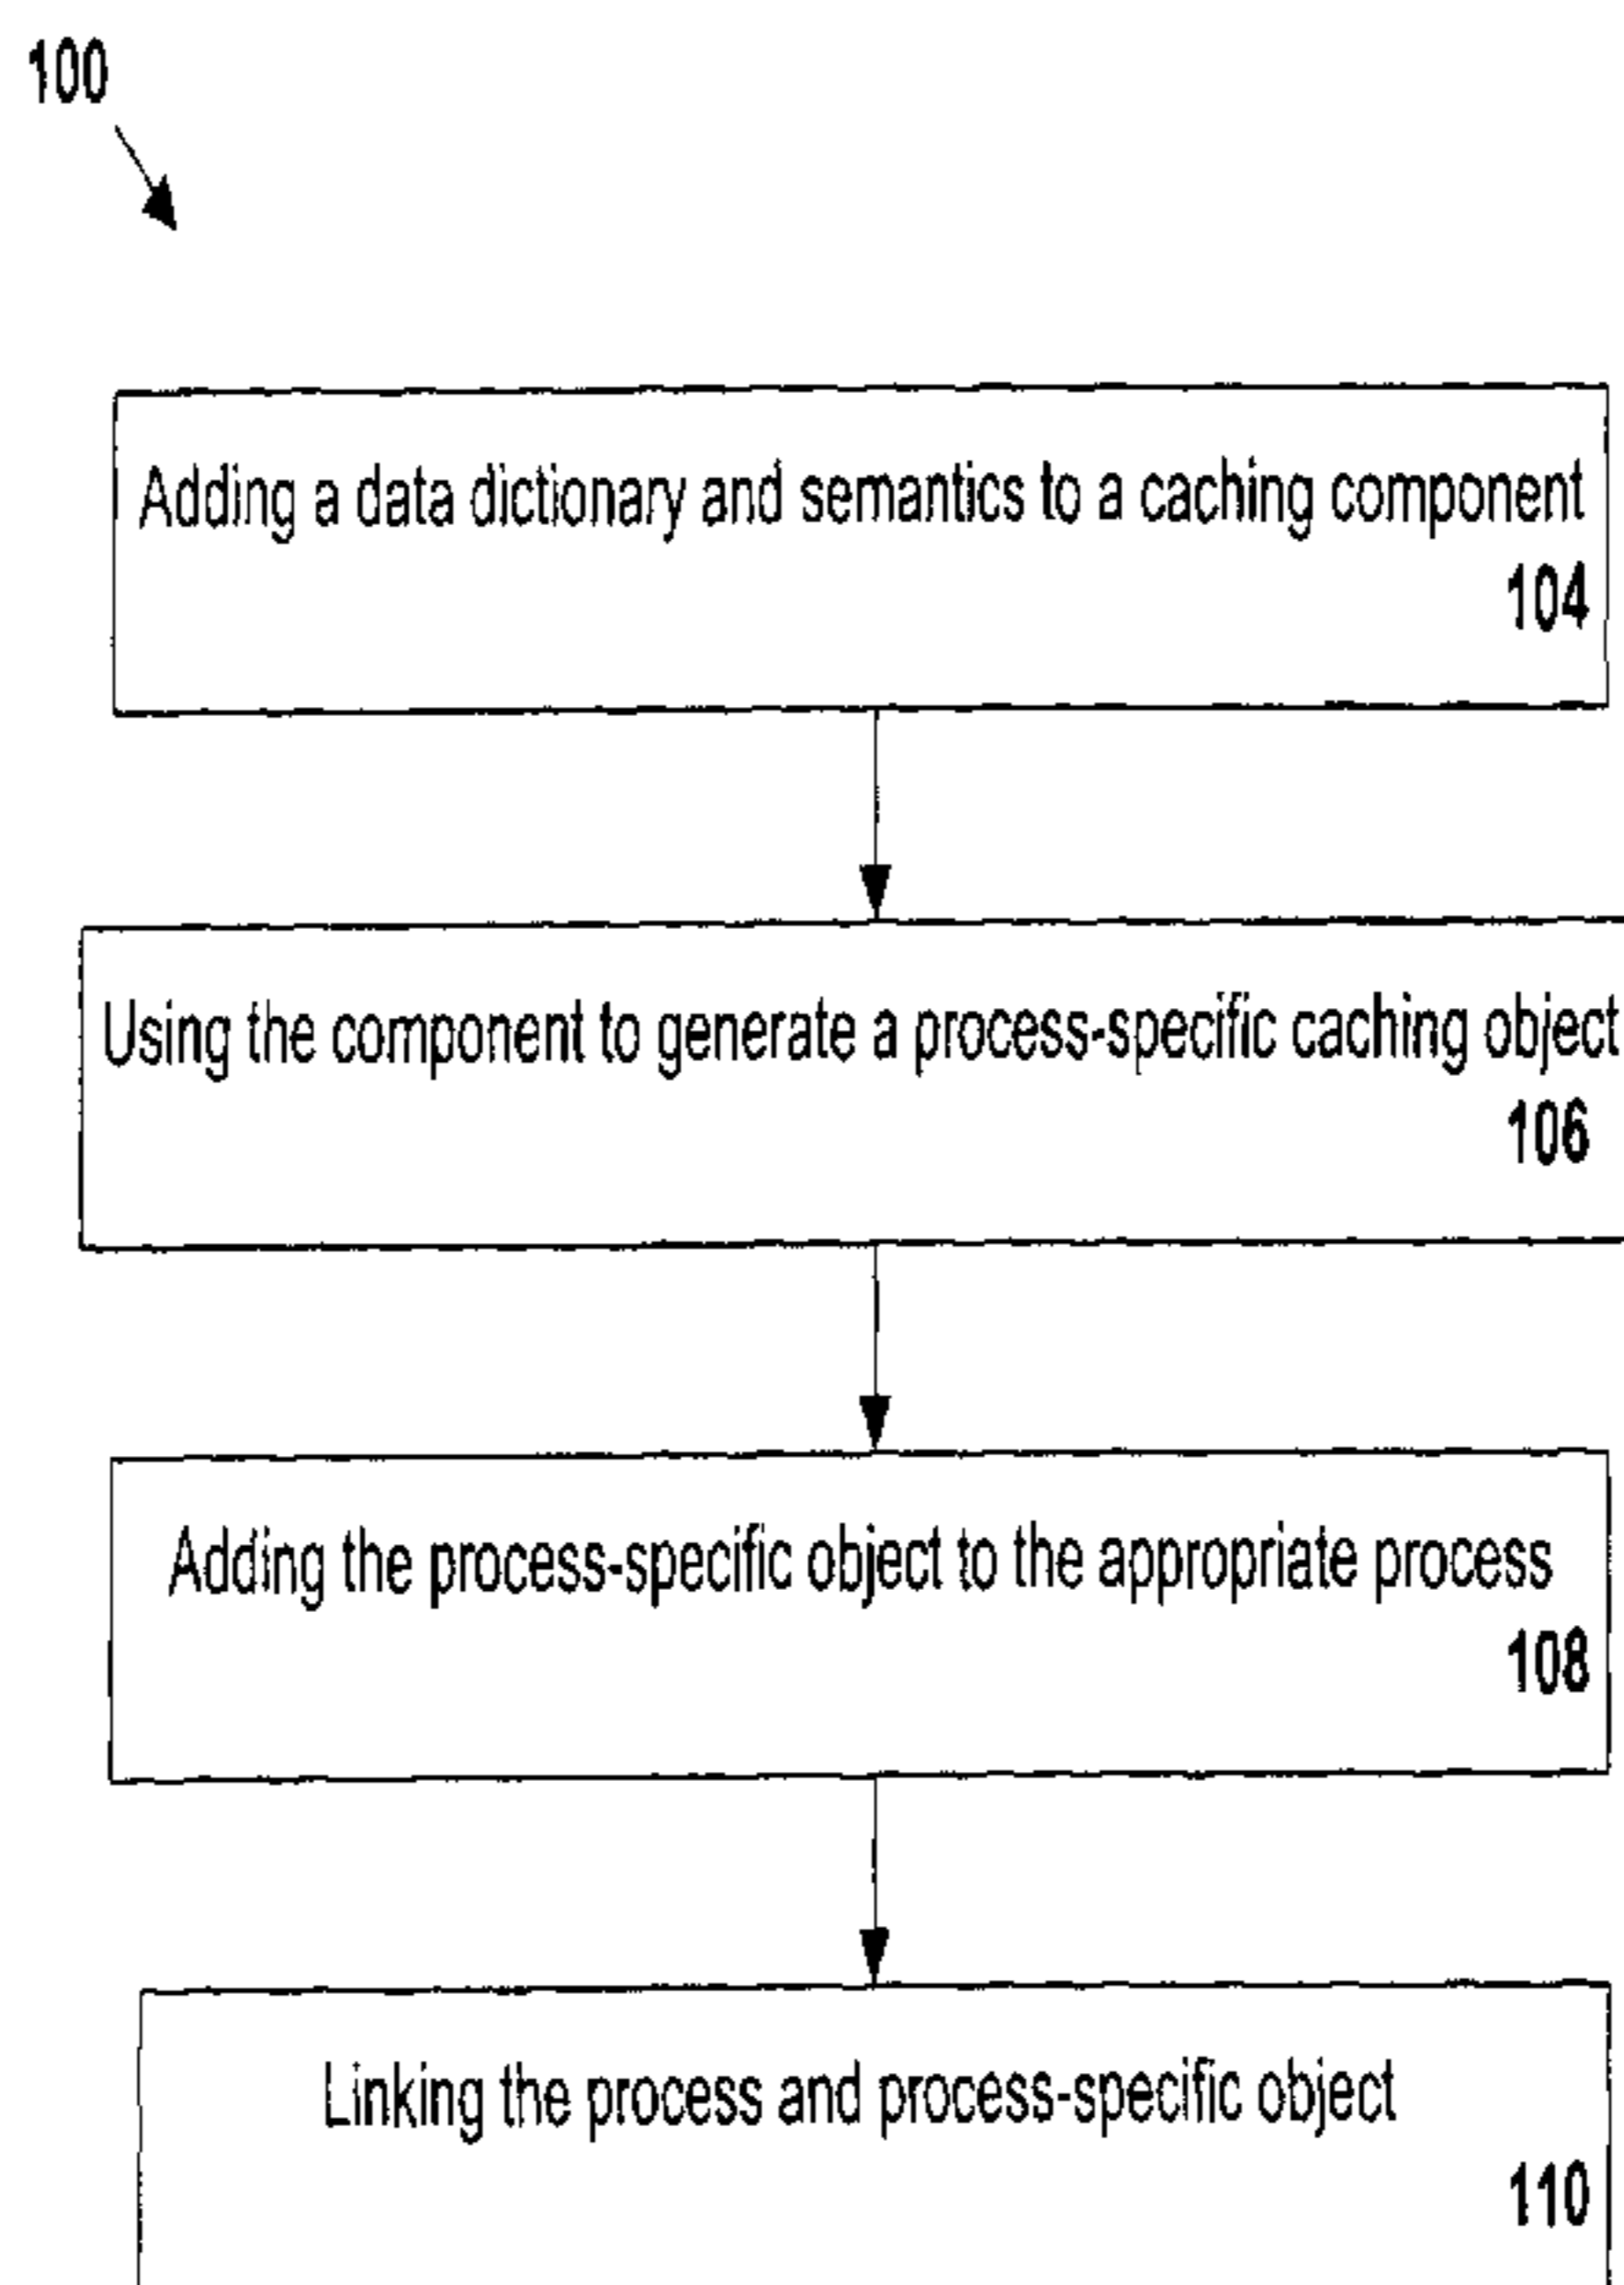 100
Adding a data dictionary and semantics to a caching component
104
Using the component to generate a process-specific caching object
106
Adding the process-specific object to the appropriate process
108
Linking the process and process-specific object
110